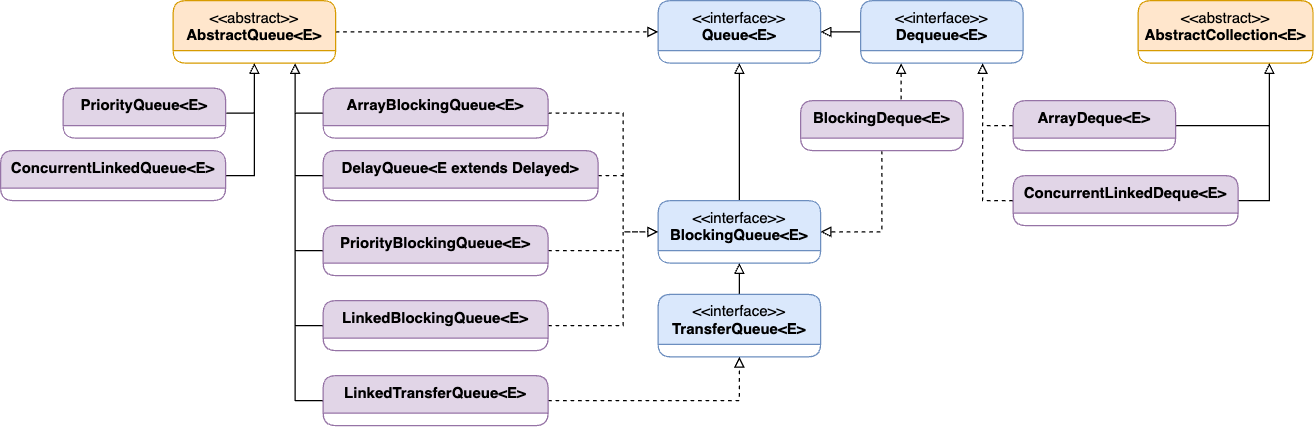 <<abstract>>
AbstractQueue<E>
<<interface>>
Queue<E>
<<interface>>
Dequeue<E>
<<abstract>>
AbstractCollection<E>
PriorityQueue<E>
ArrayBlockingQueue<E>
BlockingDeque<E>
ArrayDeque<E>
ConcurrentLinkedQueue<E>
DelayQueue<E extends Delayed>
ConcurrentLinkedDeque<E>
<<interface>>
BlockingQueue<E>
PriorityBlockingQueue<E>
LinkedBlockingQueue<E>
<<interface>>
TransferQueue<E>
LinkedTransferQueue<E>